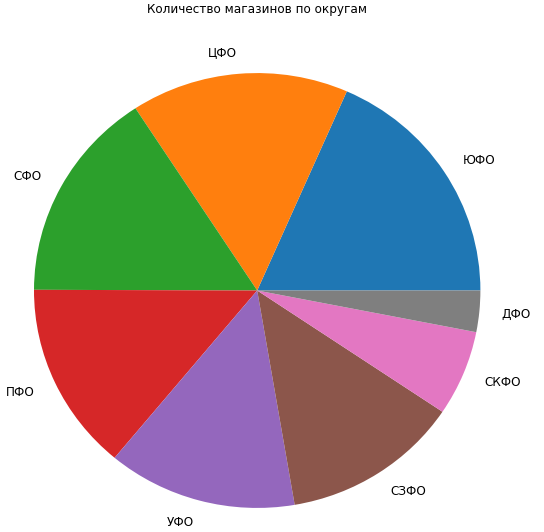 Количество магазинов по округам
ЦФО
ЮФО
СФО
ДФО
СКФО
ПФО
СЗФО
УФО